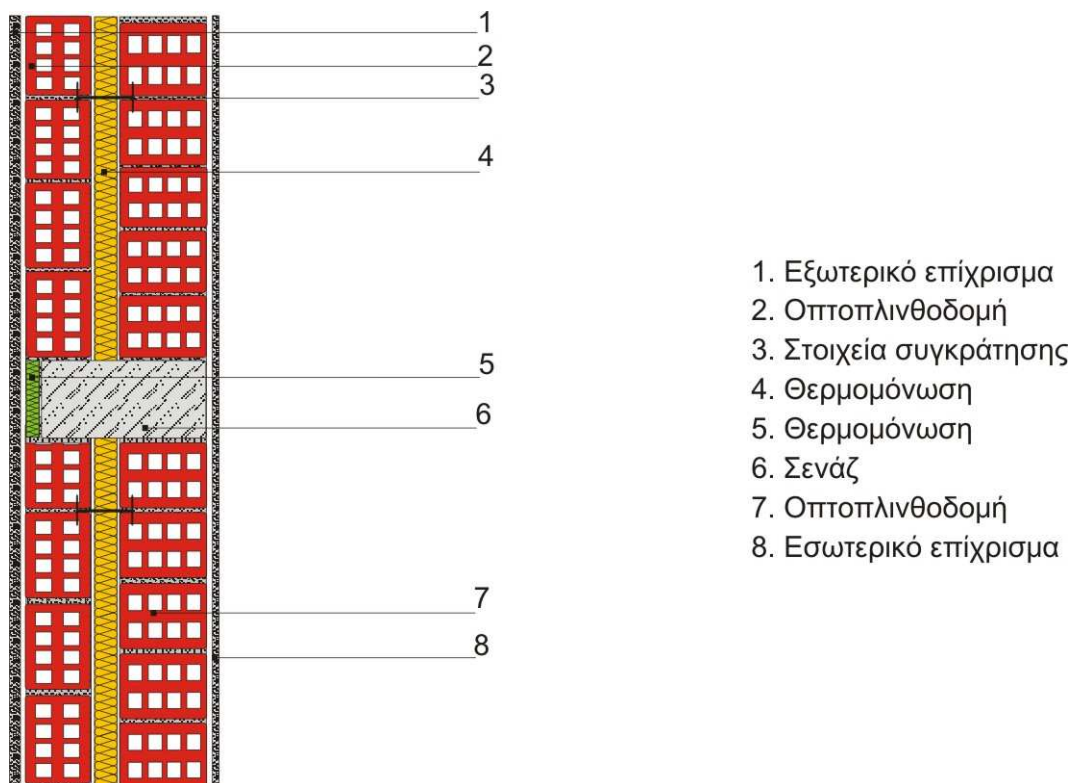 1
2
3
4
5
6
7
8
1. Εξωτερικό επίχρισμα
2. Οπτοπλινθοδομή
3. Στοιχεία συγκράτησης
4. Θερμομόνωση
5. Θερμομόνωση
6. Σενάζ
7. Οπτοπλινθοδομή
8. Εσωτερικό επίχρισμα